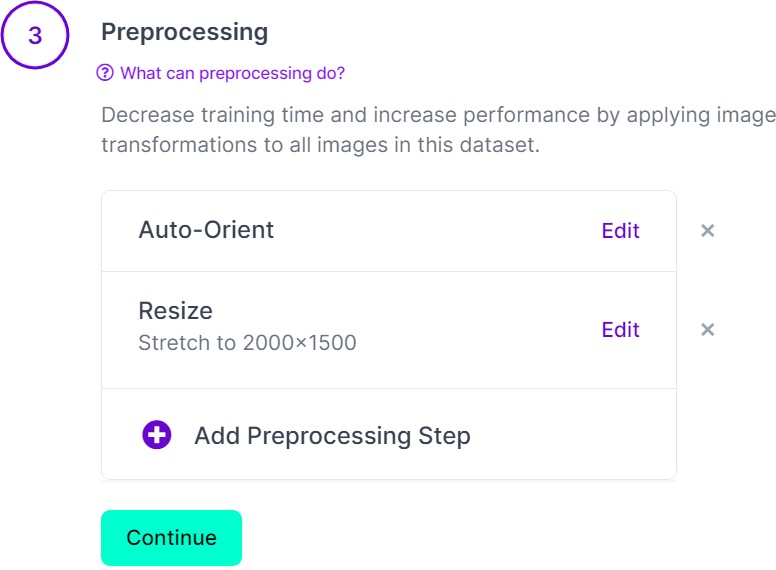 3
Preprocessing
What can preprocessing do?
Decrease training time and increase performance by applying image
transformations to all images in this dataset.
Auto-Orient
Edit
Resize
Stretch to 2000×1500
Edit
Add Preprocessing Step
Continue